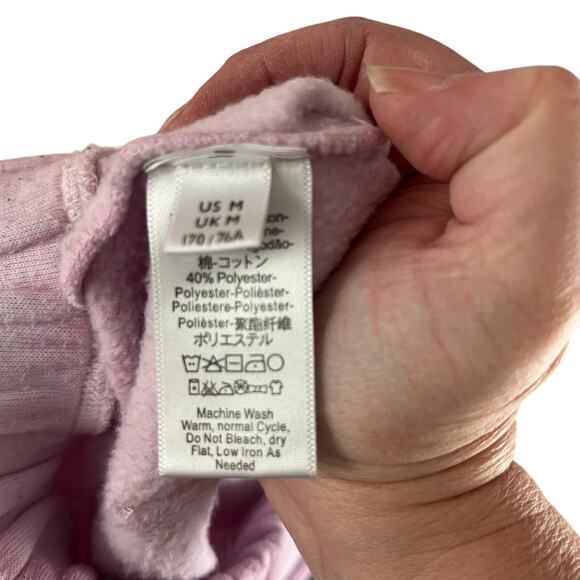 US M
UK M
170/76A
棉-コットン
40% Polyester-
Polyester-Poliéster-
Poliestere-Polyester-
Poliéster-聚酯纤维
ポリエステル
Machine Wash
Warm, normal Cycle,
Do Not Bleach, dry
Flat, Low Iron As
Needed